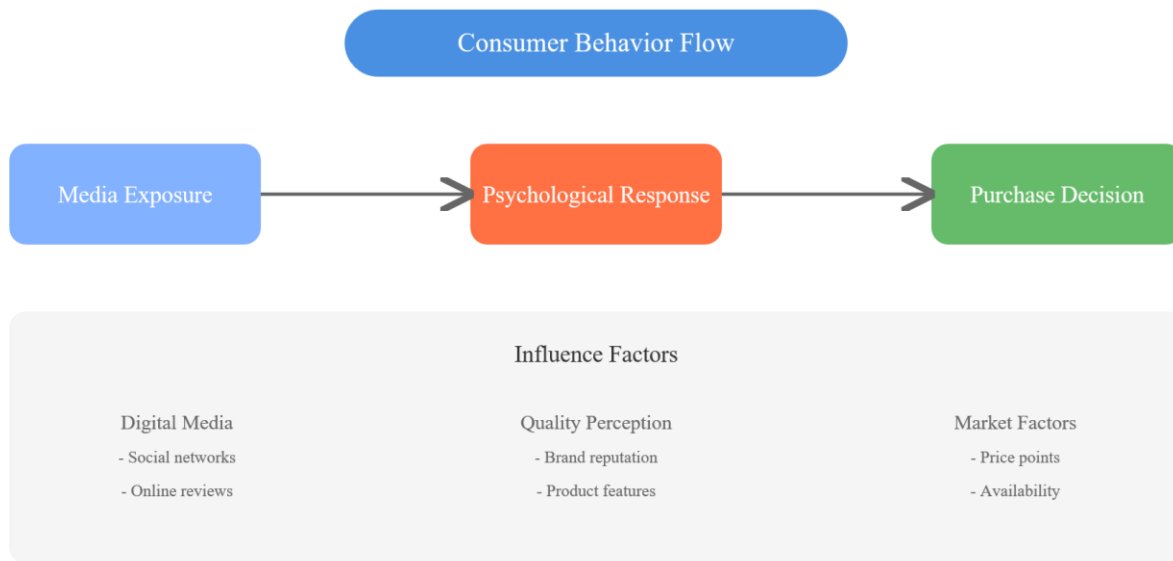 Consumer Behavior Flow
Media Exposure
Psychological Response
Purchase Decision
Influence Factors
Digital Media
- Social networks
- Online reviews
Quality Perception
- Brand reputation
- Product features
Market Factors
- Price points
- Availability